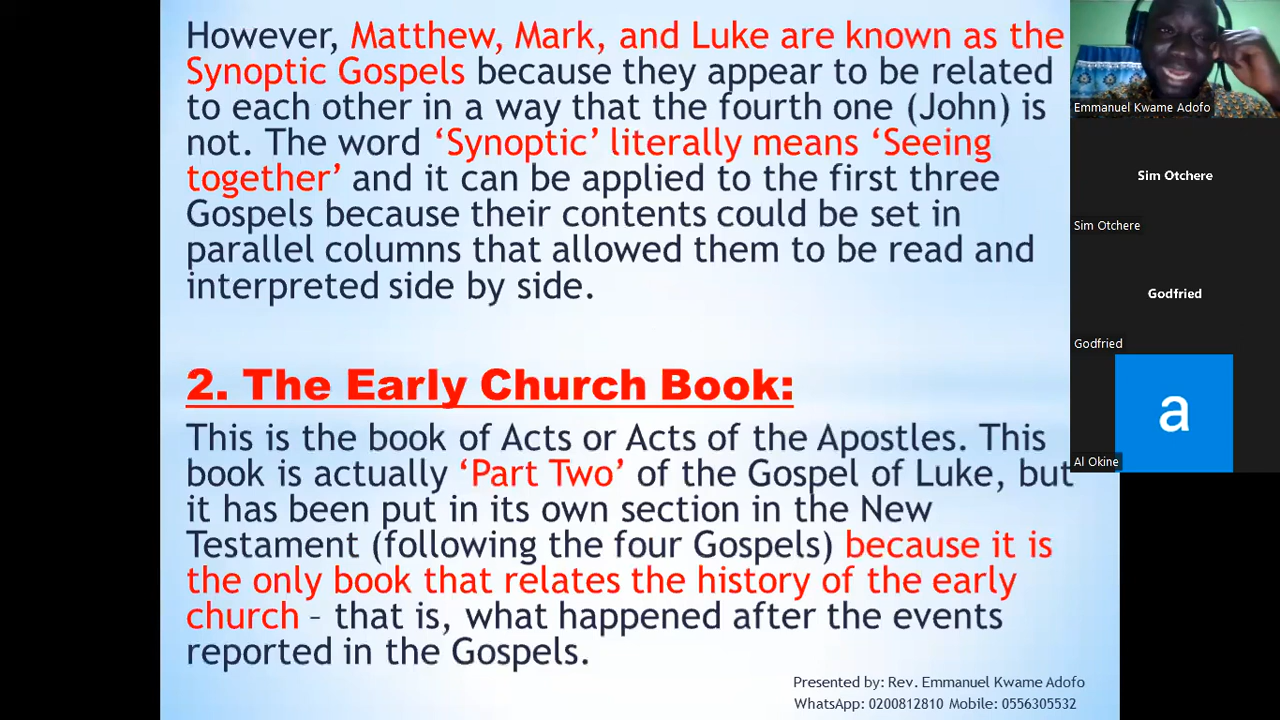 However, Matthew, Mark, and Luke are known as the
Synoptic Gospels because they appear to be related
to each other in a way that the fourth one (John) is
not. The word ‘Synoptic’ literally means ‘Seeing
together’ and it can be applied to the first three
Gospels because their contents could be set in
parallel columns that allowed them to be read and
interpreted side by side.
2. The Early Church Book:
This is the book of Acts or Acts of the Apostles. This
book is actually ‘Part Two’ of the Gospel of Luke, but
it has been put in its own section in the New
Testament (following the four Gospels) because it is
the only book that relates the history of the early
church – that is, what happened after the events
reported in the Gospels.
Presented by: Rev. Emmanuel Kwame Adofo
WhatsApp: 0200812810 Mobile: 0556305532
Emmanuel Kwame Adofo
Sim Otchere
Sim Otchere
Godfried
Godfried
a
Al Okine